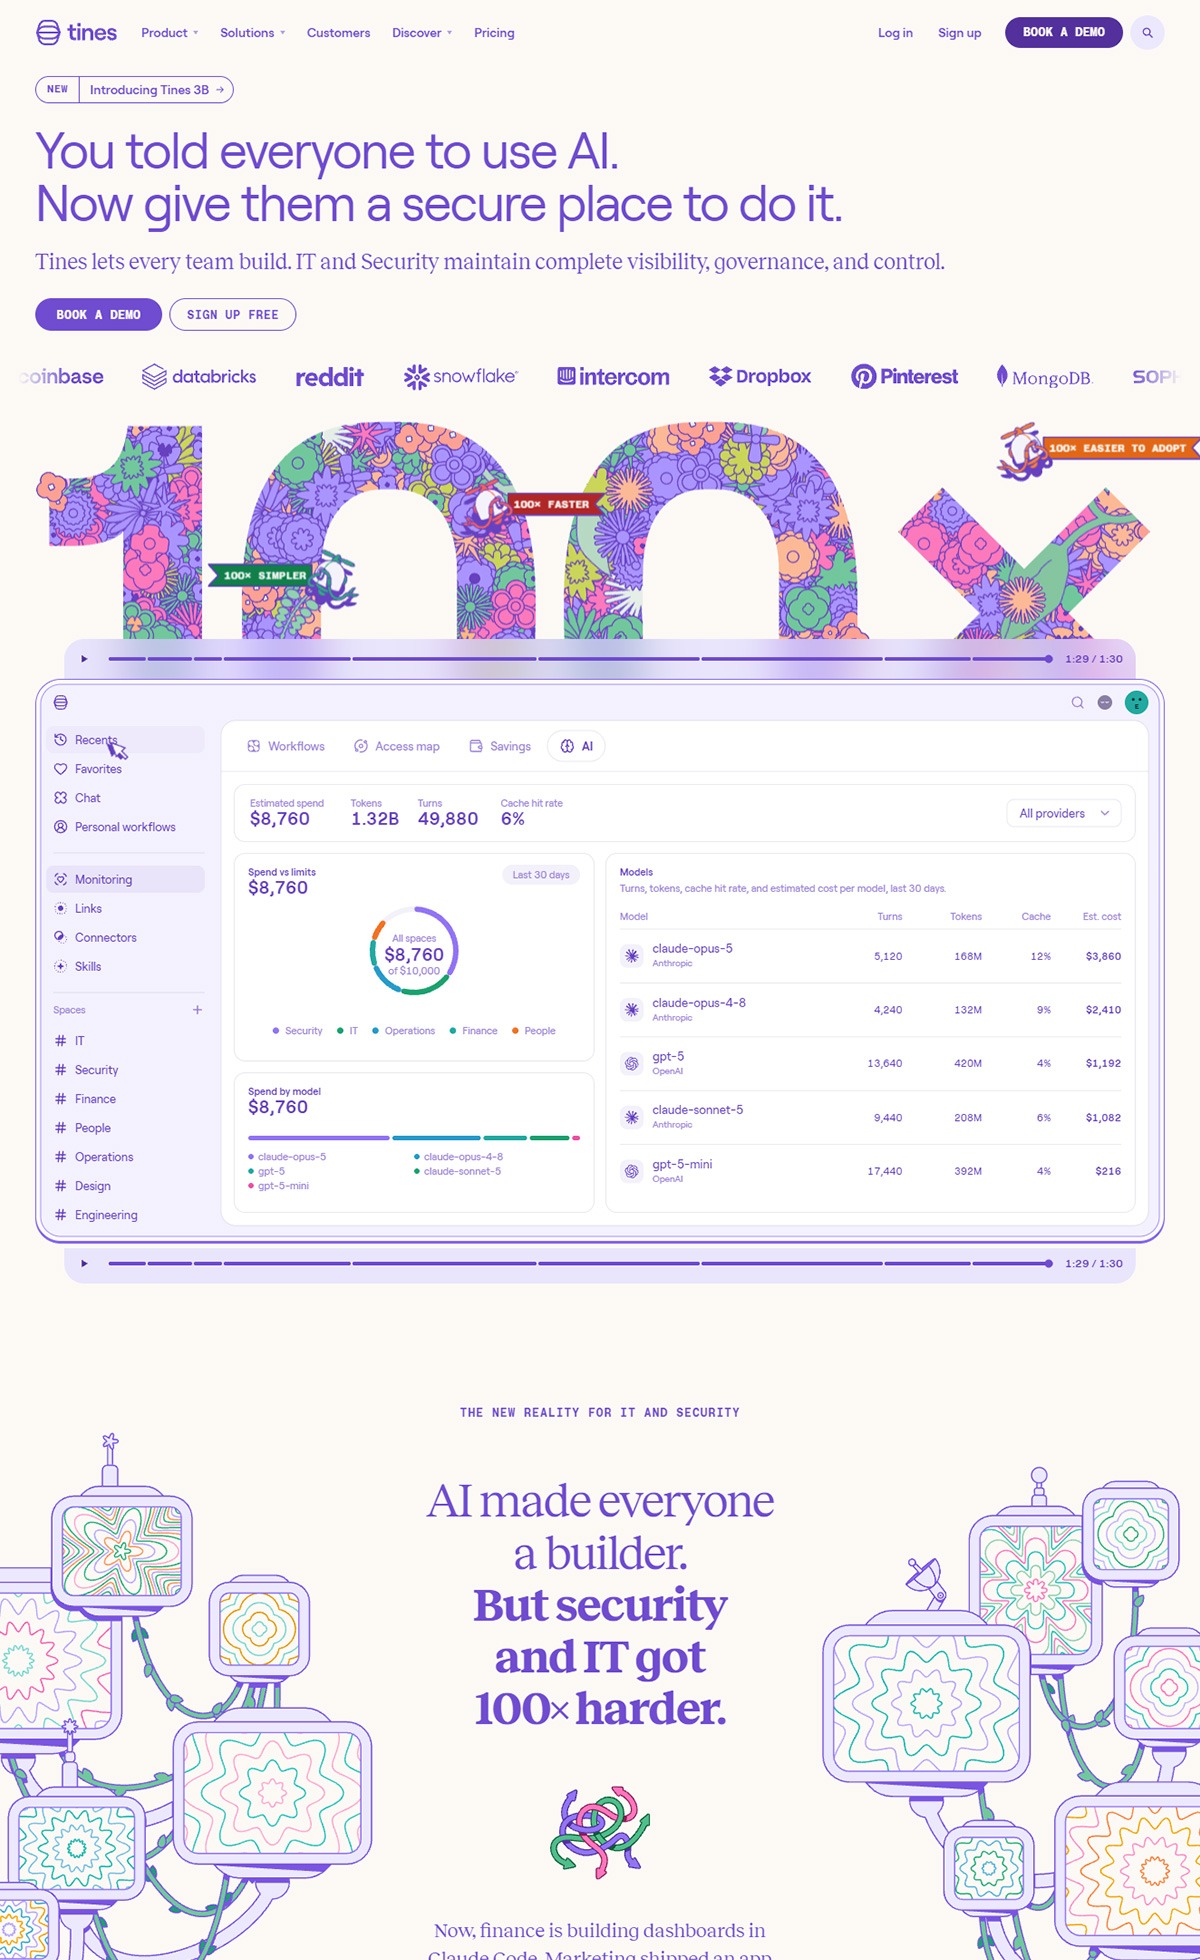 tines
Product
Solutions
Customers
Discover
Pricing
Log in
Sign up
BOOK A DEMO
NEW
Introducing Tines 3B →
You told everyone to use AI.
Now give them a secure place to do it.
Tines lets every team build. IT and Security maintain complete visibility, governance, and control.
BOOK A DEMO
SIGN UP FREE
coinbase
databricks
reddit
snowflake
intercom
Dropbox
Pinterest
MongoDB.
SOPH
100×
100× EASIER TO ADOPT
100× FASTER
100× SIMPLER
1:29 / 1:30
Recents
Favorites
Chat
Personal workflows
Monitoring
Links
Connectors
Skills
Spaces +
# IT
# Security
# Finance
# People
# Operations
# Design
# Engineering
Workflows
Access map
Savings
AI
Estimated spend Tokens Turns Cache hit rate
$8,760 1.32B 49,880 6%
All providers
Spend vs limits
$8,760
Last 30 days
All spaces
$8,760
of $10,000
Security IT Operations Finance People
Spend by model
$8,760
claude-opus-5 claude-opus-4-8
gpt-5 claude-sonnet-5
gpt-5-mini
Models
Turns, tokens, cache hit rate, and estimated cost per model, last 30 days.
Model Turns Tokens Cache Est. cost
claude-opus-5
Anthropic
5,120 168M 12% $3,860
claude-opus-4-8
Anthropic
4,240 132M 9% $2,410
gpt-5
OpenAI
13,640 420M 4% $1,192
claude-sonnet-5
Anthropic
9,440 208M 6% $1,082
gpt-5-mini
OpenAI
17,440 392M 4% $216
1:29 / 1:30
THE NEW REALITY FOR IT AND SECURITY
AI made everyone
a builder.
But security
and IT got
100× harder.
Now, finance is building dashboards in
Claude Code. Marketing shipped an app